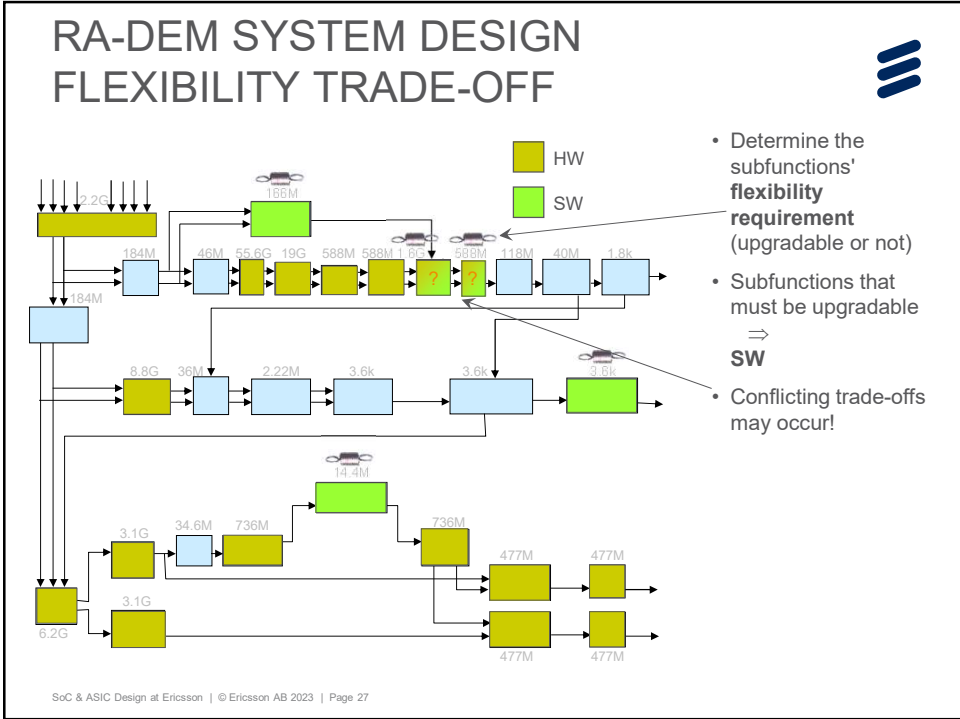 RA-DEM SYSTEM DESIGN
FLEXIBILITY TRADE-OFF
HW
SW
• Determine the
subfunctions'
flexibility
requirement
(upgradable or not)
• Subfunctions that
must be upgradable
⇒
SW
• Conflicting trade-offs
may occur!
2.2G
166M
184M
46M
55.6G
19G
588M
588M
1.6G
588M
118M
40M
1.8k
?
?
184M
8.8G
36M
2.22M
3.6k
3.6k
3.6k
14.4M
3.1G
34.6M
736M
736M
477M
477M
3.1G
6.2G
477M
477M
SoC & ASIC Design at Ericsson | © Ericsson AB 2023 | Page 27